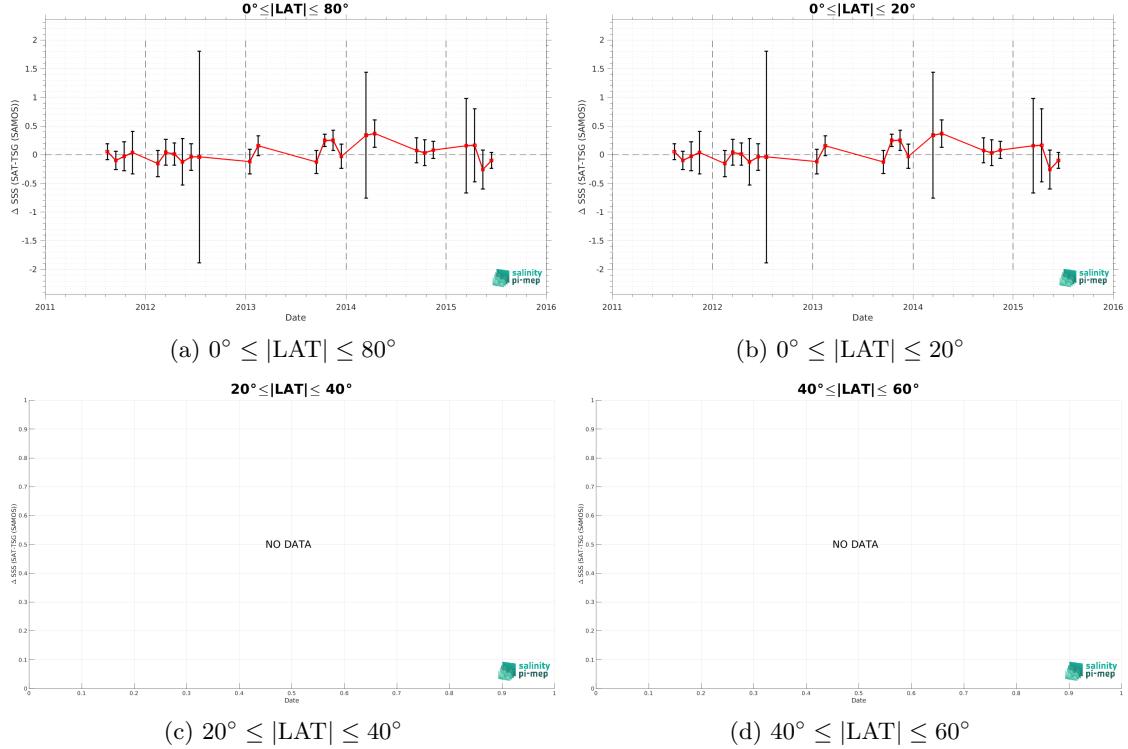 0°≤|LAT|≤ 80°
Δ SSS (SAT-TSG (SAMOS))
2
1.5
1
0.5
0
-0.5
-1
-1.5
-2
2011 2012 2013 2014 2015 2016
Date
salinity
pi-mep
(a) 0° ≤ |LAT| ≤ 80°
0°≤|LAT|≤ 20°
Δ SSS (SAT-TSG (SAMOS))
2
1.5
1
0.5
0
-0.5
-1
-1.5
-2
2011 2012 2013 2014 2015 2016
Date
salinity
pi-mep
(b) 0° ≤ |LAT| ≤ 20°
20°≤|LAT|≤ 40°
Δ SSS (SAT-TSG (SAMOS))
1
0.9
0.8
0.7
0.6
0.5
0.4
0.3
0.2
0.1
0
NO DATA
0 0.1 0.2 0.3 0.4 0.5 0.6 0.7 0.8 0.9 1
Date
salinity
pi-mep
(c) 20° ≤ |LAT| ≤ 40°
40°≤|LAT|≤ 60°
Δ SSS (SAT-TSG (SAMOS))
1
0.9
0.8
0.7
0.6
0.5
0.4
0.3
0.2
0.1
0
NO DATA
0 0.1 0.2 0.3 0.4 0.5 0.6 0.7 0.8 0.9 1
Date
salinity
pi-mep
(d) 40° ≤ |LAT| ≤ 60°